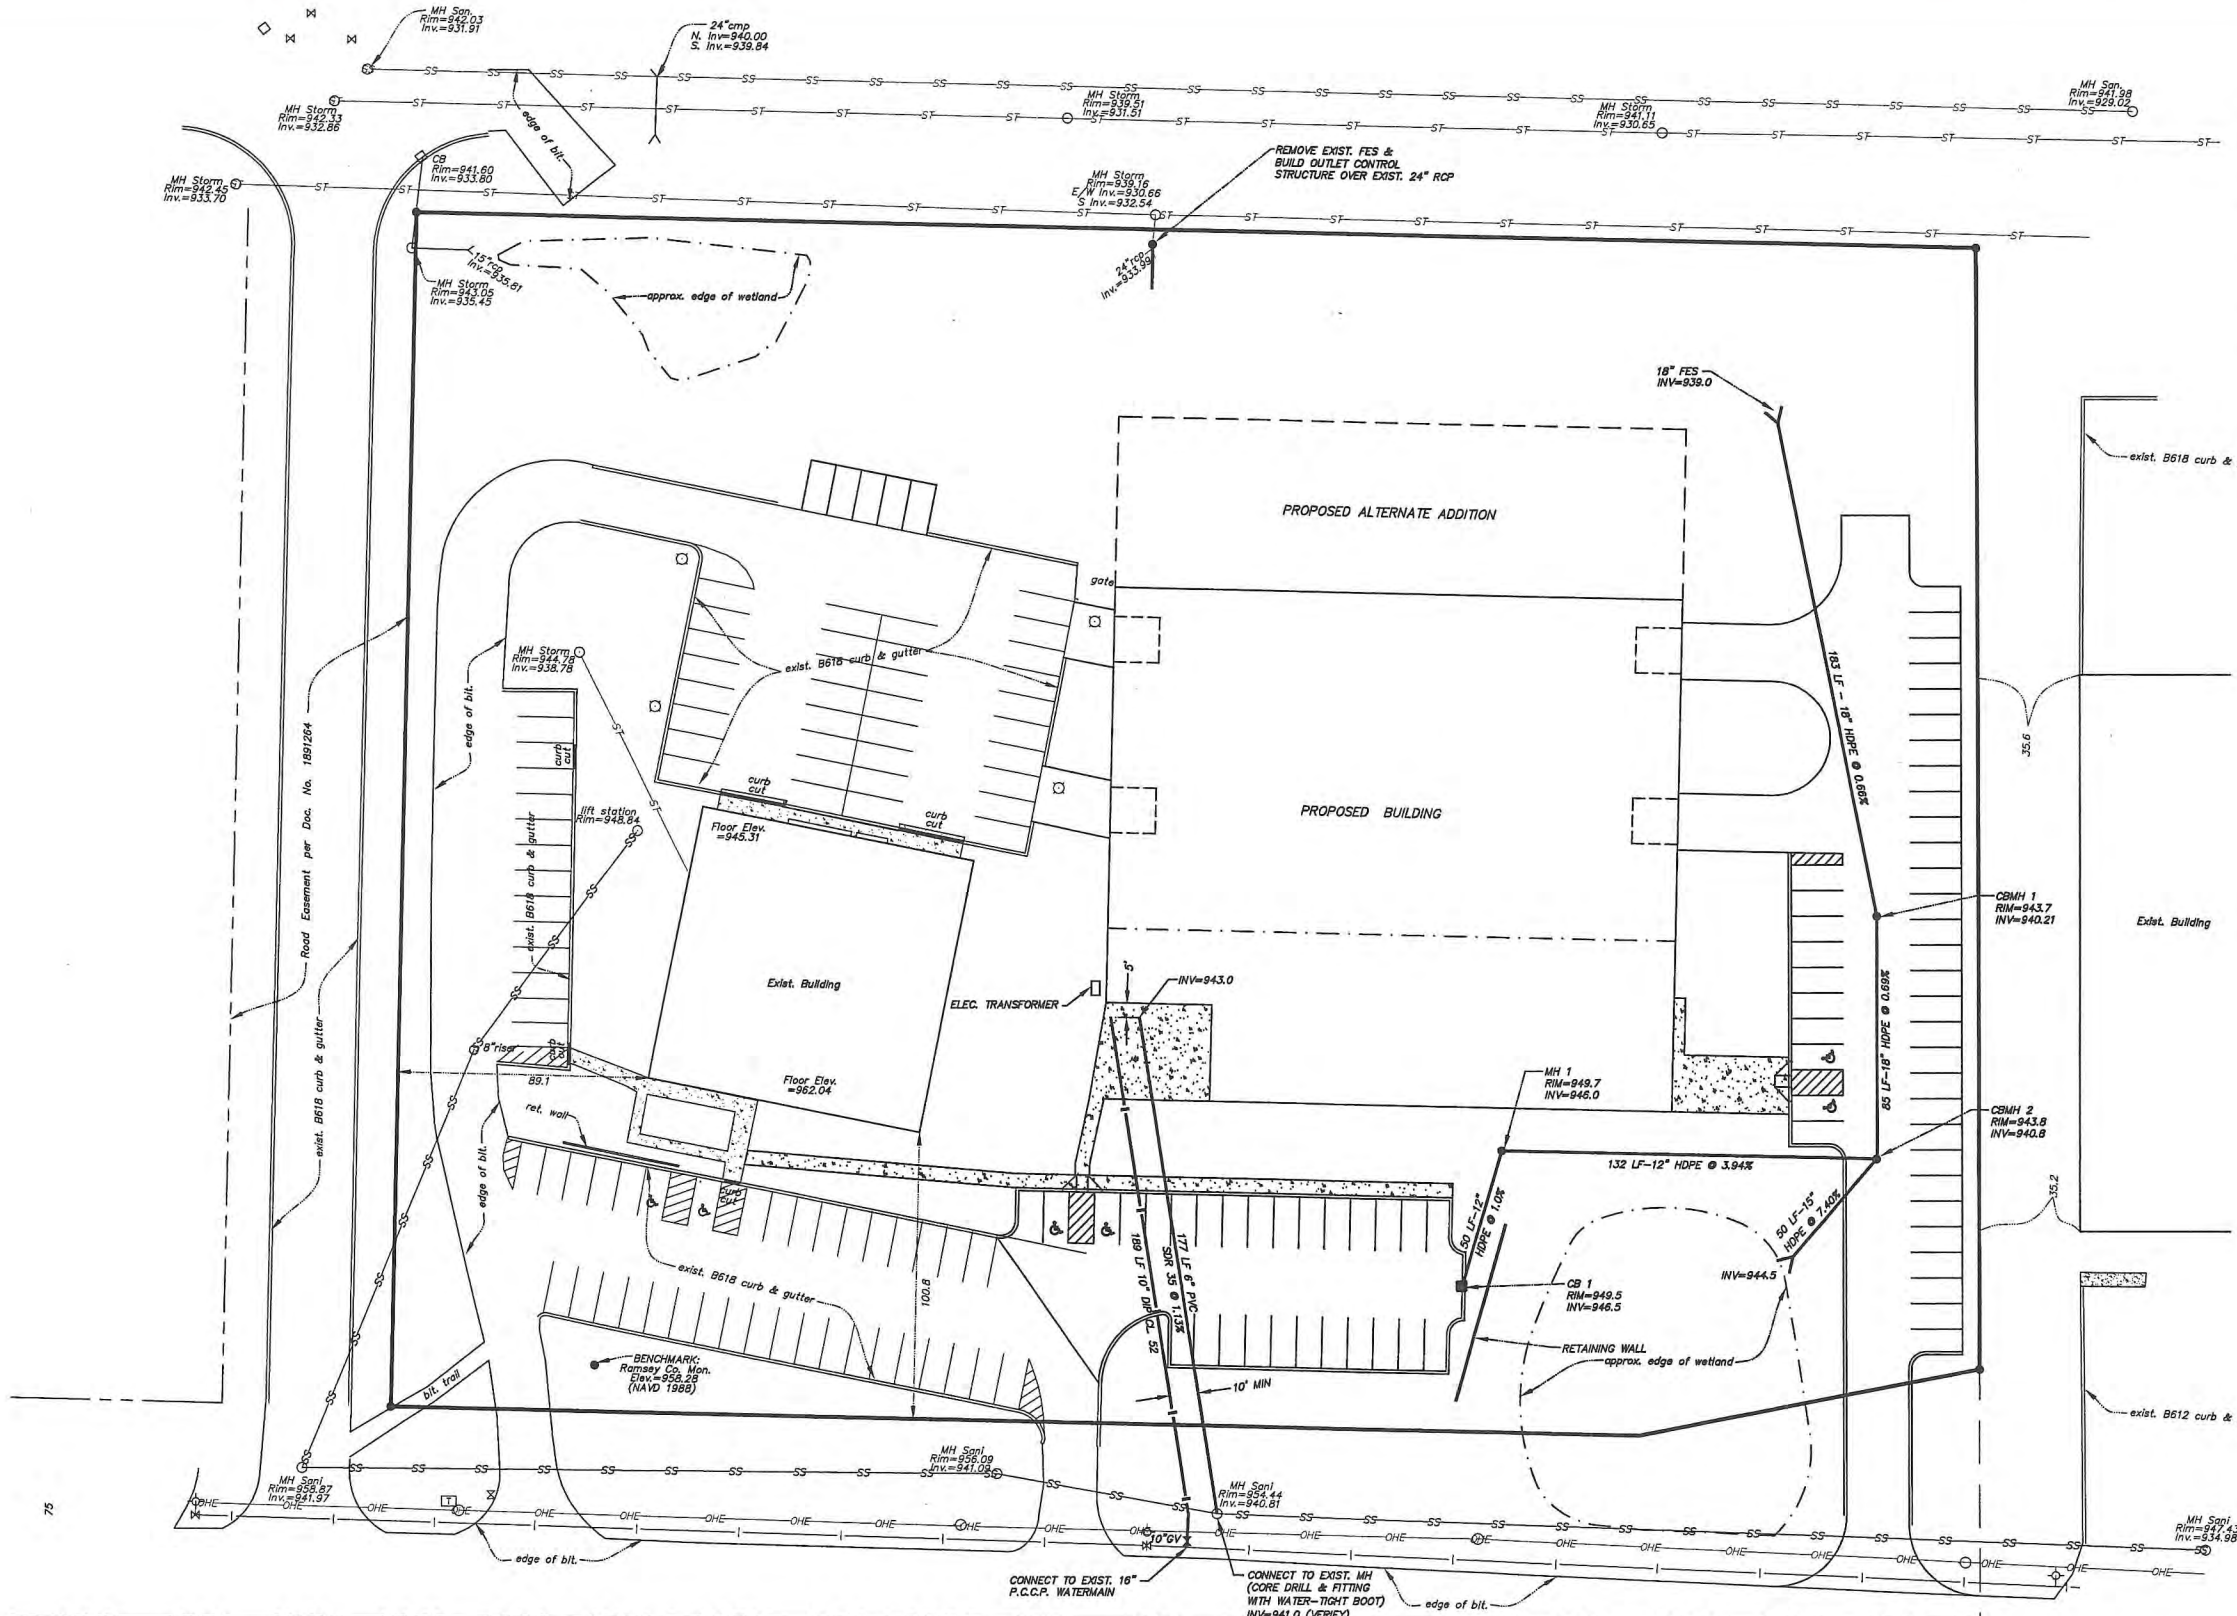 MH San.
Rim=942.03
Inv.=931.91
24"cmp
N. Inv=940.00
S. Inv.=939.84
MH San.
Rim=941.98
Inv.=929.02
MH Storm
Rim=942.33
Inv.=932.86
edge of bit.
MH Storm
Rim=939.51
Inv.=931.51
MH Storm
Rim=941.11
Inv.=930.65
CB
Rim=941.60
Inv.=933.80
MH Storm
Rim=942.45
Inv.=933.70
REMOVE EXIST. FES &
BUILD OUTLET CONTROL
STRUCTURE OVER EXIST. 24" RCP
MH Storm
Rim=939.16
E/W Inv.=930.66
S Inv.=932.54
15"rcp
Inv.=935.81
MH Storm
Rim=943.05
Inv.=935.45
approx. edge of wetland
24"rcp
Inv.=933.99
18" FES
INV=939.0
exist. B618 curb &
PROPOSED ALTERNATE ADDITION
gate
MH Storm
Rim=944.78
Inv.=938.78
exist. B618 curb & gutter
Road Easement per Doc. No. 1891264
edge of bit.
183 LF - 18" HDPE @ 0.66%
35.6
curb
cut
curb
cut
curb
cut
lift station
Rim=948.84
Floor Elev.
=945.31
PROPOSED BUILDING
exist. B618 curb & gutter
CBMH 1
RIM=943.7
INV=940.21
Exist. Building
Exist. Building
5'
INV=943.0
ELEC. TRANSFORMER
85 LF-18" HDPE @ 0.69%
8"riser
curb
cut
89.1
Floor Elev.
=962.04
exist. B618 curb & gutter
ret. wall
MH 1
RIM=949.7
INV=946.0
CBMH 2
RIM=943.8
INV=940.8
132 LF-12" HDPE @ 3.94%
edge of bit.
curb
cut
50 LF-12"
HDPE @ 1.0%
50 LF-15"
HDPE @ 7.40%
35.2
189 LF 10" DIP CL. 52
177 LF 6" PVC
SDR 35 @ 1.13%
exist. B618 curb & gutter
100.8
INV=944.5
CB 1
RIM=949.5
INV=946.5
RETAINING WALL
approx. edge of wetland
BENCHMARK:
Ramsey Co. Mon.
Elev.=958.28
(NAVD 1988)
bit. trail
10' MIN
exist. B612 curb &
MH Sani
Rim=958.87
Inv.=941.97
MH Sani
Rim=956.09
Inv.=941.09
MH Sani
Rim=954.44
Inv.=940.81
75
T
10"GV
MH Sani
Rim=947.43
Inv.=934.98
edge of bit.
CONNECT TO EXIST. 16"
P.C.C.P. WATERMAIN
CONNECT TO EXIST. MH
(CORE DRILL & FITTING
WITH WATER-TIGHT BOOT)
INV=941.0 (VERIFY)
edge of bit.